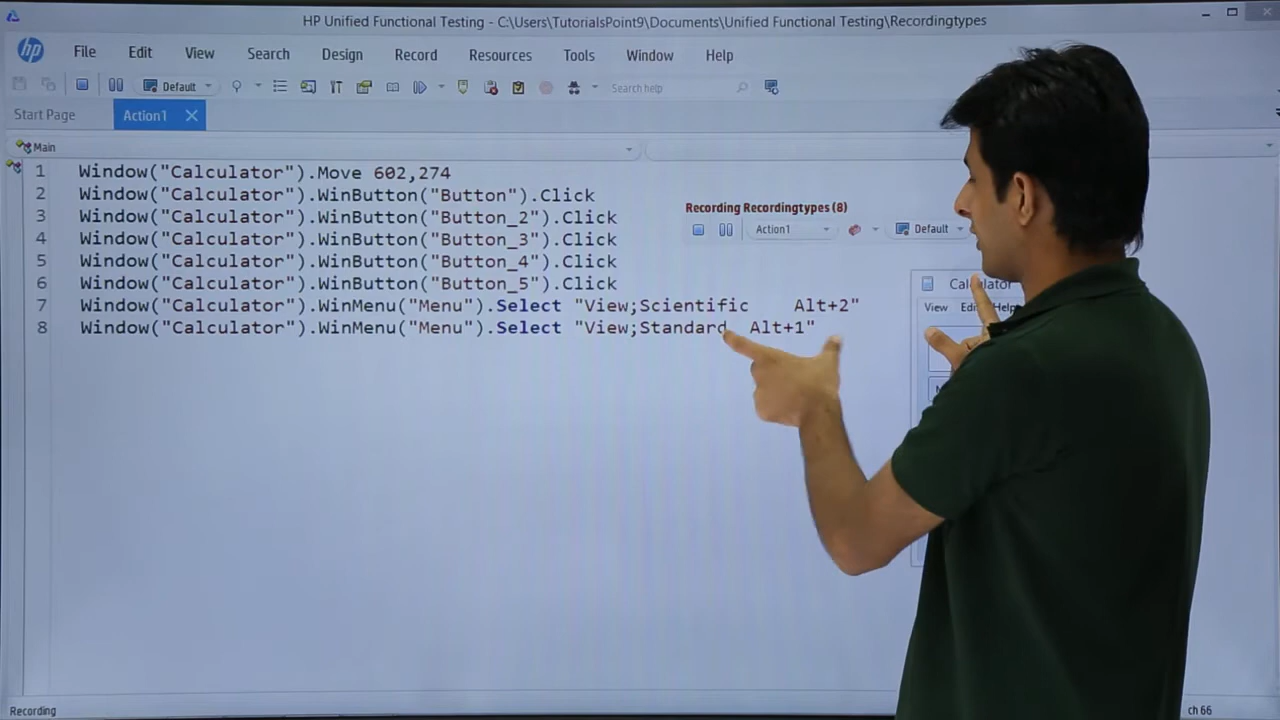 HP Unified Functional Testing - C:\Users\TutorialsPoint9\Documents\Unified Functional Testing\Recordingtypes
hp File Edit View Search Design Record Resources Tools Window Help
Default Search help
Start Page Action1
Main
1 Window("Calculator").Move 602,274
2 Window("Calculator").WinButton("Button").Click
3 Window("Calculator").WinButton("Button_2").Click
4 Window("Calculator").WinButton("Button_3").Click
5 Window("Calculator").WinButton("Button_4").Click
6 Window("Calculator").WinButton("Button_5").Click
7 Window("Calculator").WinMenu("Menu").Select "View;Scientific Alt+2"
8 Window("Calculator").WinMenu("Menu").Select "View;Standard Alt+1"
Recording Recordingtypes (8)
Action1 Default
Calculator
View Edit Help
Recording
ch 66